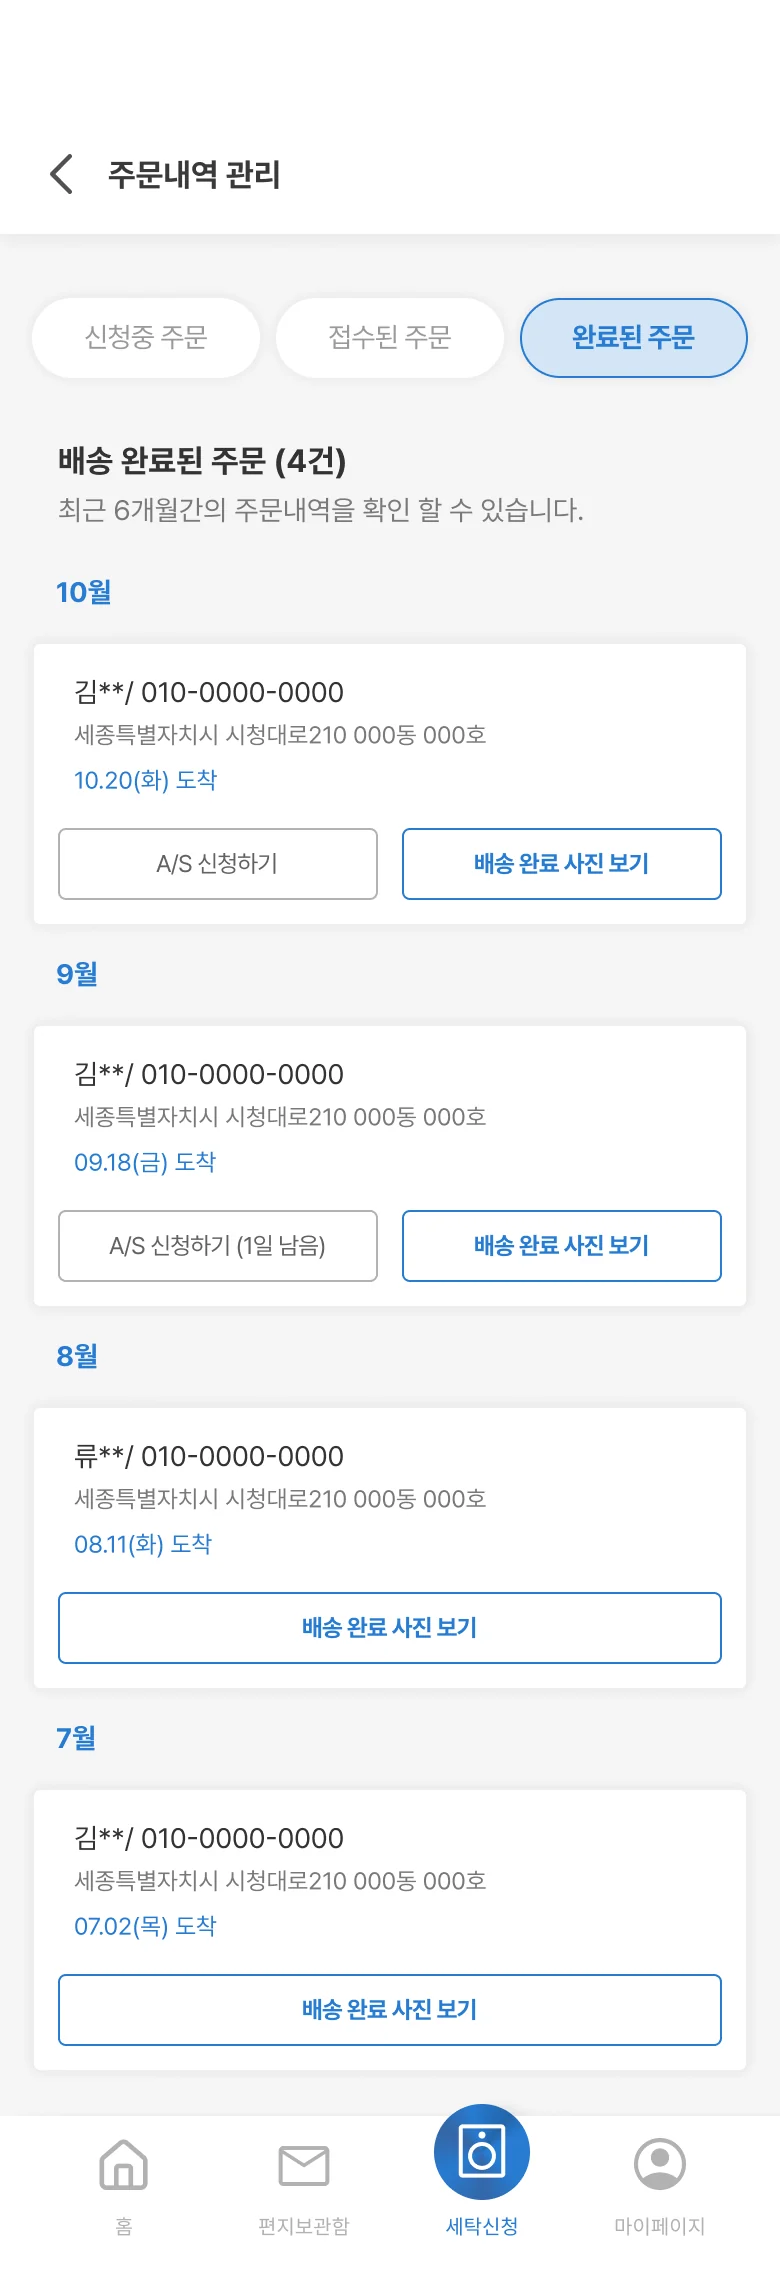 주문내역 관리
신청중 주문
접수된 주문
완료된 주문
배송 완료된 주문 (4건)
최근 6개월간의 주문내역을 확인 할 수 있습니다.
10월
김**/ 010-0000-0000
세종특별자치시 시청대로210 000동 000호
10.20(화) 도착
A/S 신청하기
배송 완료 사진 보기
9월
김**/ 010-0000-0000
세종특별자치시 시청대로210 000동 000호
09.18(금) 도착
A/S 신청하기 (1일 남음)
배송 완료 사진 보기
8월
류**/ 010-0000-0000
세종특별자치시 시청대로210 000동 000호
08.11(화) 도착
배송 완료 사진 보기
7월
김**/ 010-0000-0000
세종특별자치시 시청대로210 000동 000호
07.02(목) 도착
배송 완료 사진 보기
홈
편지보관함
세탁신청
마이페이지